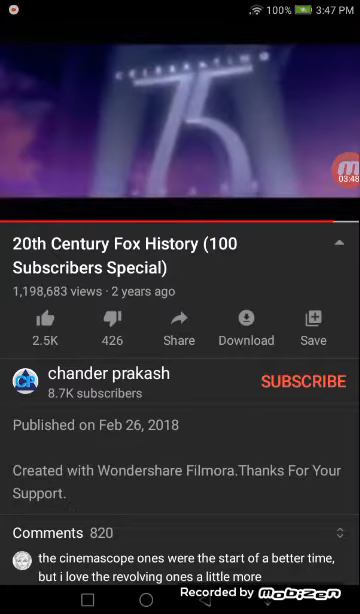 100% 3:47 PM
CELEBRATING
75
03:48
20th Century Fox History (100
Subscribers Special)
1,198,683 views · 2 years ago
2.5K 426 Share Download Save
CP
chander prakash
8.7K subscribers
SUBSCRIBE
Published on Feb 26, 2018
Created with Wondershare Filmora.Thanks For Your
Support.
Comments 820
the cinemascope ones were the start of a better time,
but i love the revolving ones a little more
Recorded by MOBIZEN